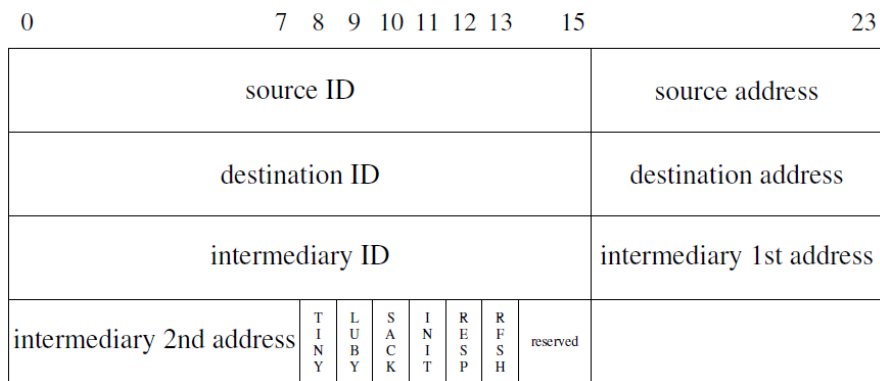 0 7 8 9 10 11 12 13 15 23
source ID source address
destination ID destination address
intermediary ID intermediary 1st address
intermediary 2nd address TINY LUBY SACK INIT RESP RFSH reserved